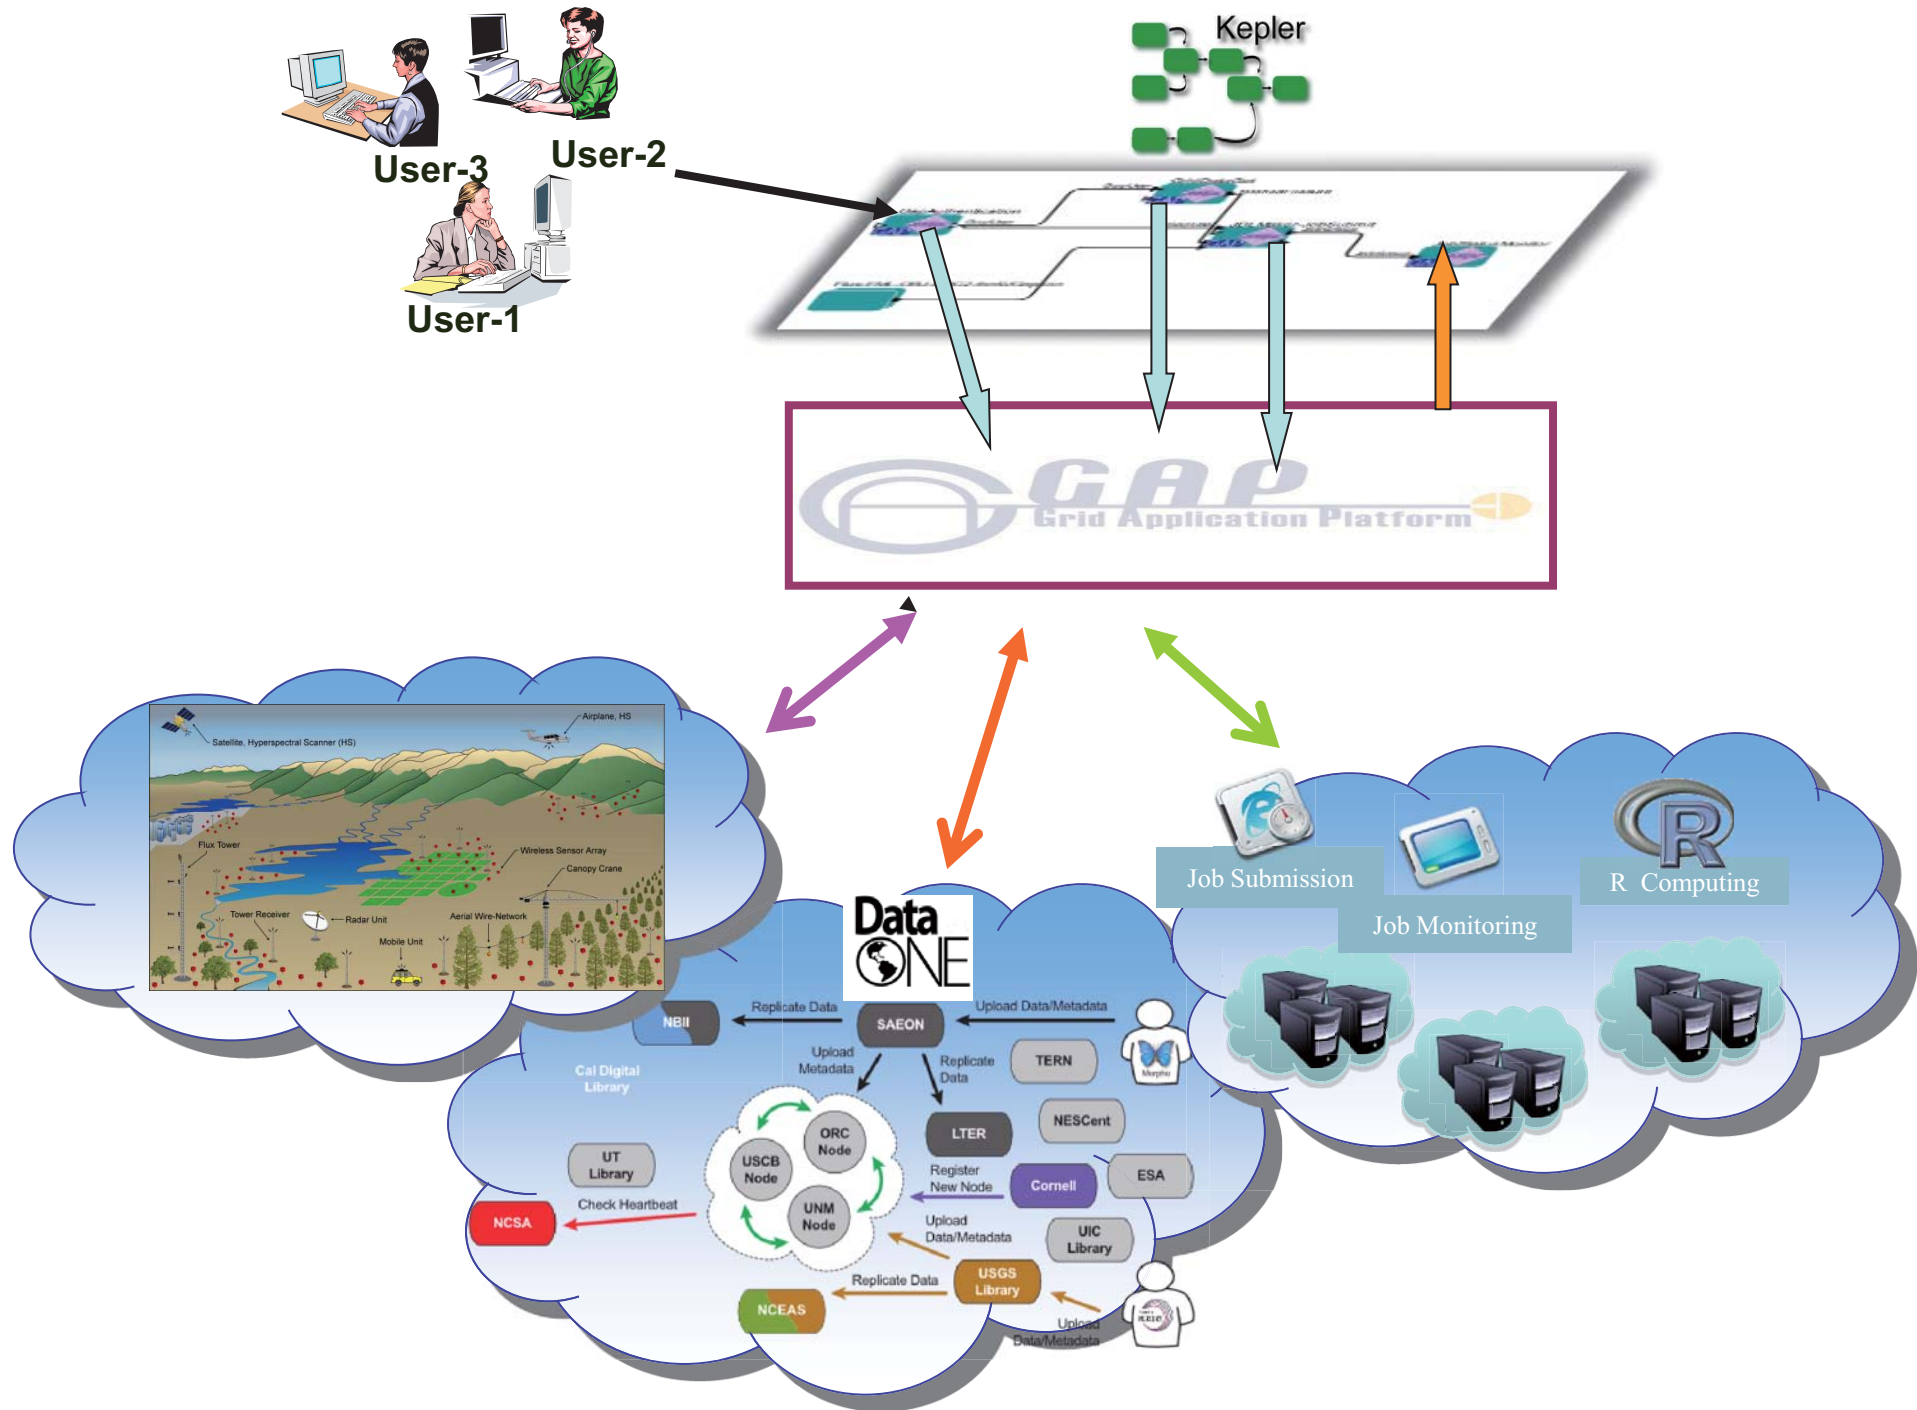 Kepler
User-3
User-2
User-1
GAP
Grid Application Platform
Satellite, Hyperspectral Scanner (HS)
Airplane, HS
Flux Tower
Wireless Sensor Array
Canopy Crane
Tower Receiver
Radar Unit
Aerial Wire-Network
Mobile Unit
Job Submission
Job Monitoring
R Computing
R
Data
ONE
NBII
Replicate Data
SAEON
Upload Data/Metadata
Morpho
Upload
Metadata
Replicate
Data
TERN
Cal Digital
Library
NESCent
LTER
ORC
Node
USCB
Node
UNM
Node
UT
Library
Register
New Node
Cornell
ESA
Check Heartbeat
NCSA
Upload
Data/Metadata
UIC
Library
USGS
Library
Replicate Data
NCEAS
Upload
Data/Metadata